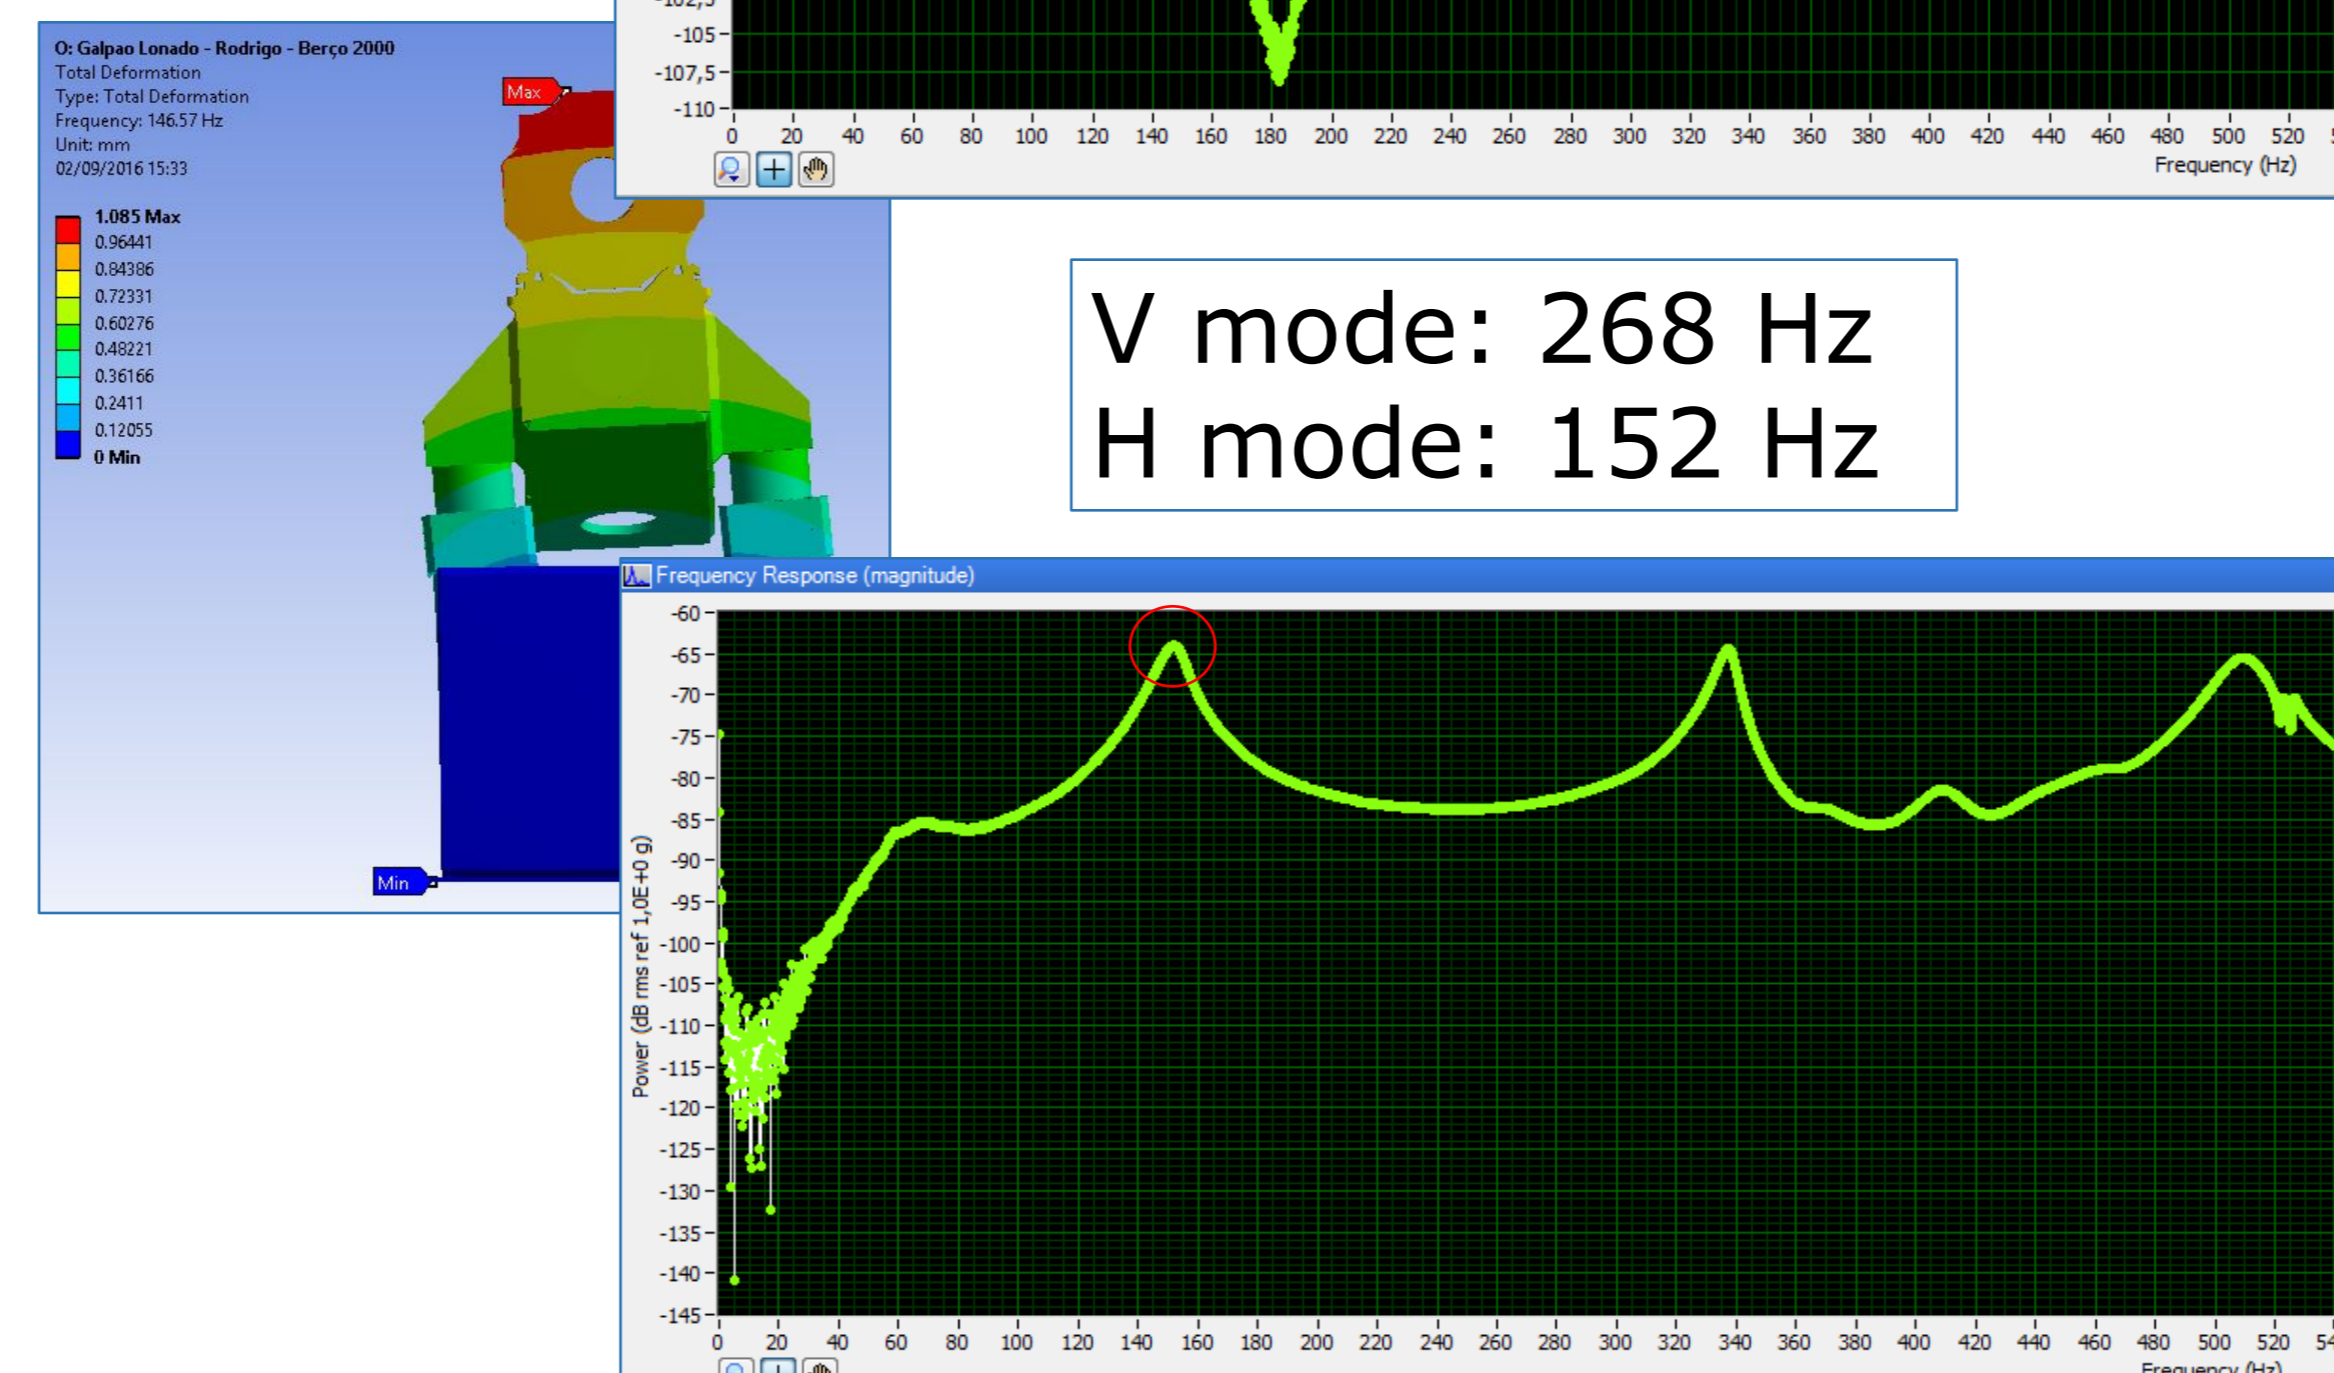 O: Galpao Lonado - Rodrigo - Berço 2000
Total Deformation
Type: Total Deformation
Frequency: 146.57 Hz
Unit: mm
02/09/2016 15:33
1.085 Max
0.96441
0.84386
0.72331
0.60276
0.48221
0.36166
0.2411
0.12055
0 Min
Max
Min
-105
-107,5
-110
0 20 40 60 80 100 120 140 160 180 200 220 240 260 280 300 320 340 360 380 400 420 440 460 480 500 520
Frequency (Hz)
V mode: 268 Hz
H mode: 152 Hz
Frequency Response (magnitude)
Power (dB rms ref 1,0E+0 g)
-60
-65
-70
-75
-80
-85
-90
-95
-100
-105
-110
-115
-120
-125
-130
-135
-140
-145
0 20 40 60 80 100 120 140 160 180 200 220 240 260 280 300 320 340 360 380 400 420 440 460 480 500 520
Frequency (Hz)